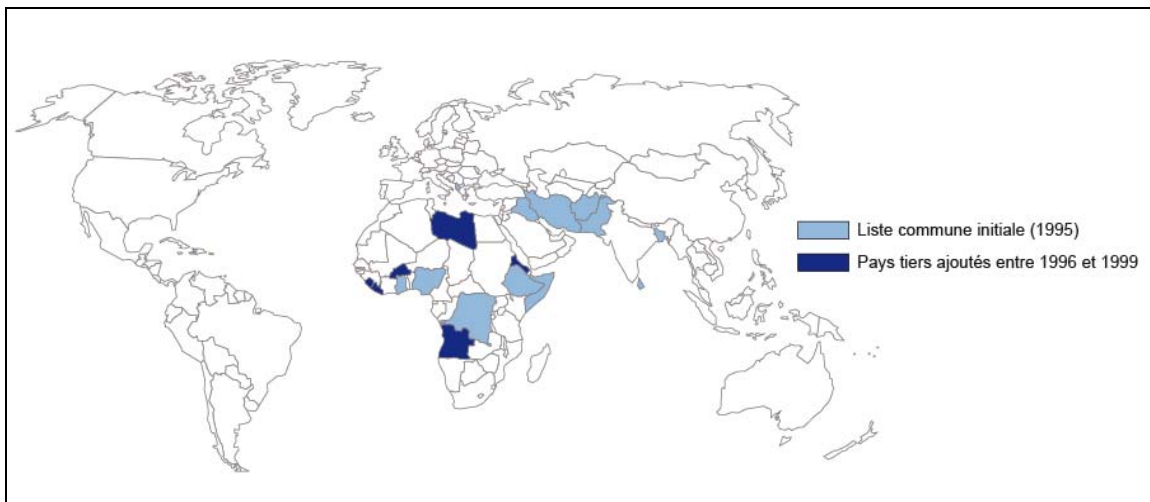 Liste commune initiale (1995)
Pays tiers ajoutés entre 1996 et 1999